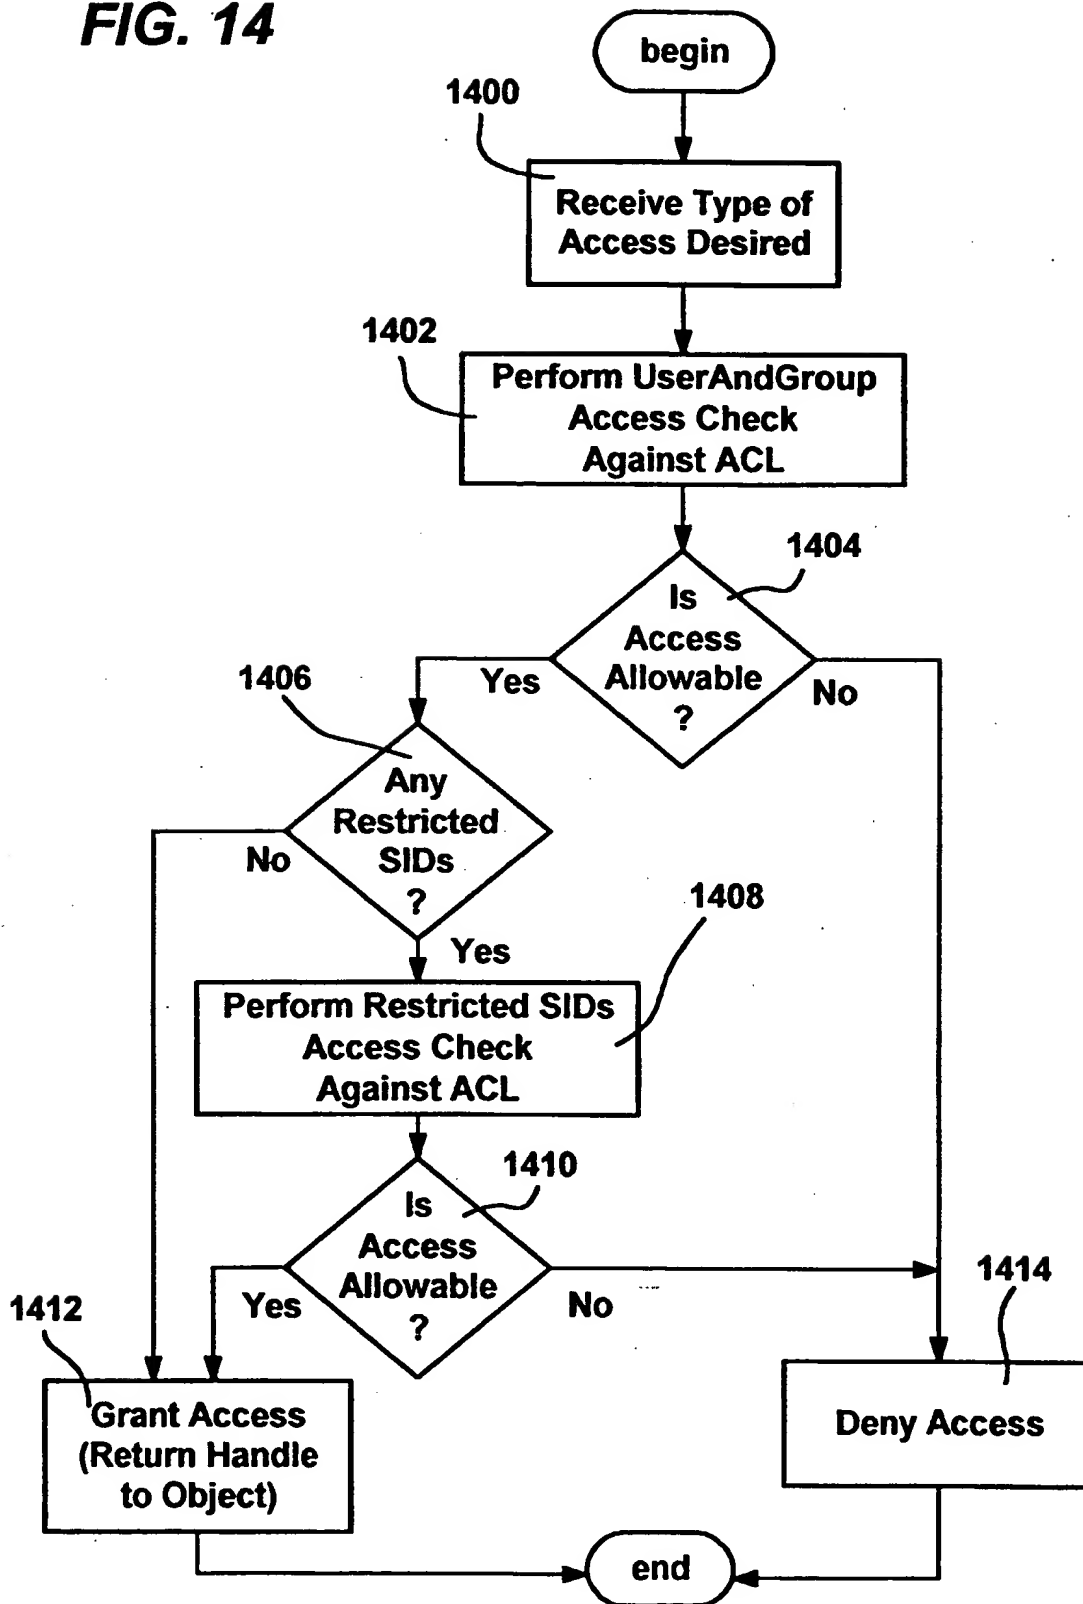 FIG. 14
begin
1400
Receive Type of
Access Desired
1402
Perform UserAndGroup
Access Check
Against ACL
1404
Is
Access
Allowable
?
Yes
No
1406
Any
Restricted
SIDs
?
No
Yes
1408
Perform Restricted SIDs
Access Check
Against ACL
1410
Is
Access
Allowable
?
Yes
No
1412
Grant Access
(Return Handle
to Object)
1414
Deny Access
end